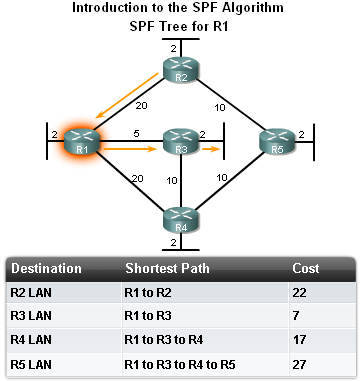 Introduction to the SPF Algorithm
SPF Tree for R1
2
R2
20
10
2
R1
5
R3
2
R5
2
20
10
10
R4
2
Destination Shortest Path Cost
R2 LAN R1 to R2 22
R3 LAN R1 to R3 7
R4 LAN R1 to R3 to R4 17
R5 LAN R1 to R3 to R4 to R5 27